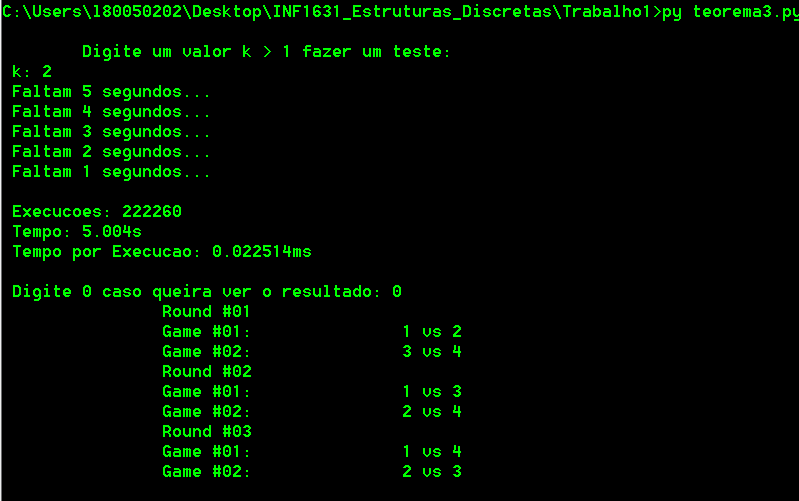 C:\Users\l80050202\Desktop\INF1631_Estruturas_Discretas\Trabalho1>py teorema3.py
Digite um valor k > 1 fazer um teste:
k: 2
Faltam 5 segundos...
Faltam 4 segundos...
Faltam 3 segundos...
Faltam 2 segundos...
Faltam 1 segundos...
Execucoes: 222260
Tempo: 5.004s
Tempo por Execucao: 0.022514ms
Digite 0 caso queira ver o resultado: 0
Round #01
Game #01: 1 vs 2
Game #02: 3 vs 4
Round #02
Game #01: 1 vs 3
Game #02: 2 vs 4
Round #03
Game #01: 1 vs 4
Game #02: 2 vs 3